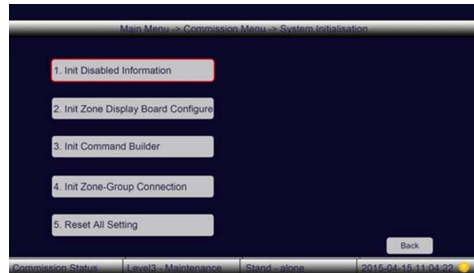 Main Menu -> Commission Menu -> System Initialisation
1. Init Disabled Information
2. Init Zone Display Board Configure
3. Init Command Builder
4. Init Zone-Group Connection
5. Reset All Setting
Back
Commission Status Level3 - Maintenance Stand - alone 2015-04-15 11:04:22